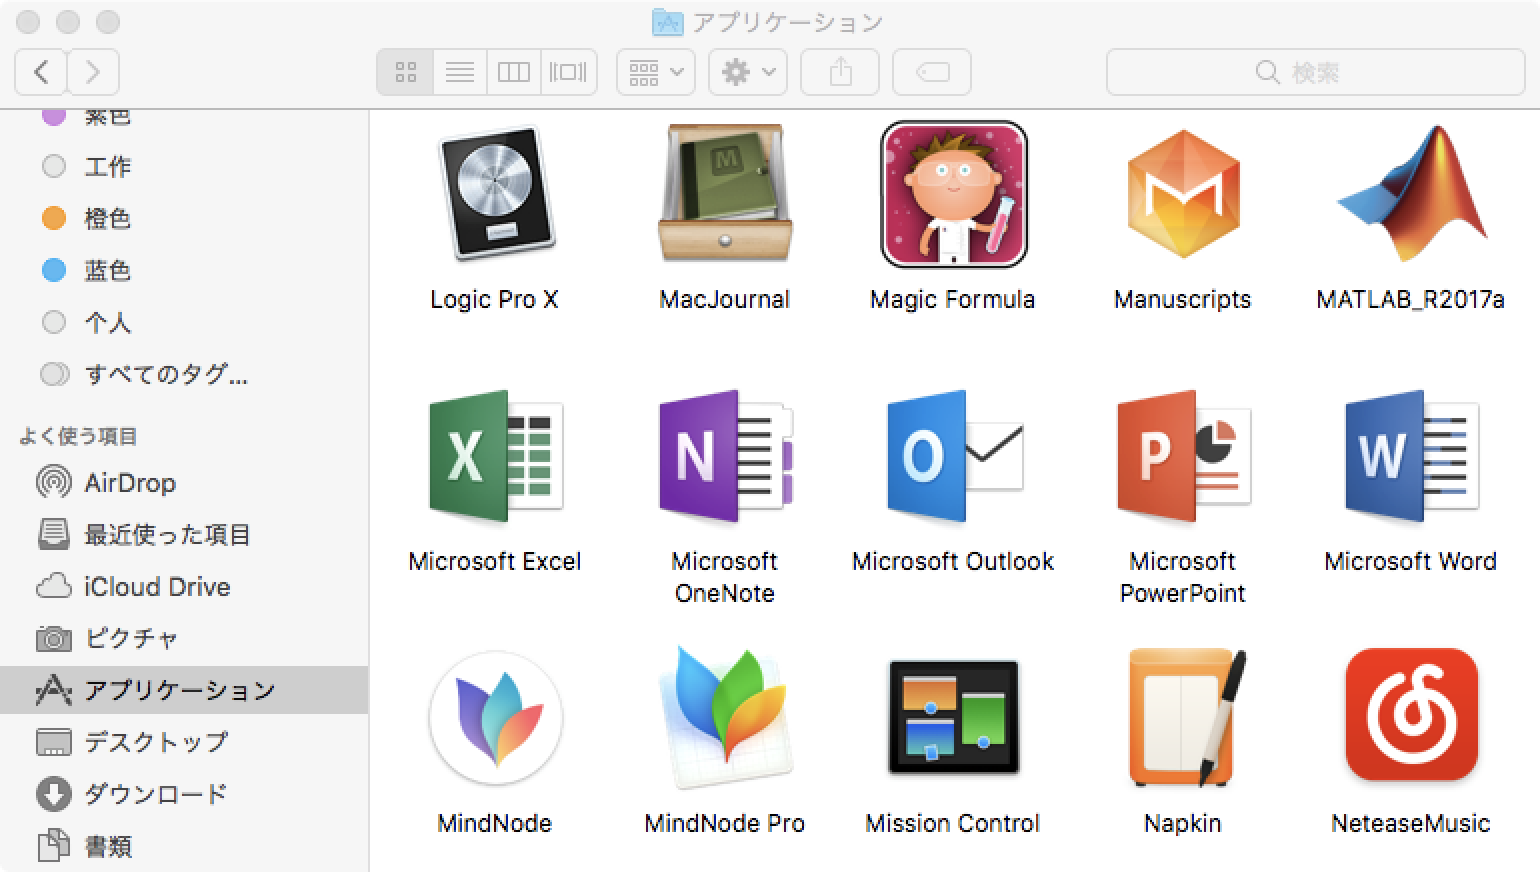 アプリケーション
検索
紫色
工作
橙色
蓝色
个人
すべてのタグ...
よく使う項目
AirDrop
最近使った項目
iCloud Drive
ピクチャ
アプリケーション
デスクトップ
ダウンロード
書類
Logic Pro X
MacJournal
Magic Formula
Manuscripts
MATLAB_R2017a
Microsoft Excel
Microsoft
OneNote
Microsoft Outlook
Microsoft
PowerPoint
Microsoft Word
MindNode
MindNode Pro
Mission Control
Napkin
NeteaseMusic